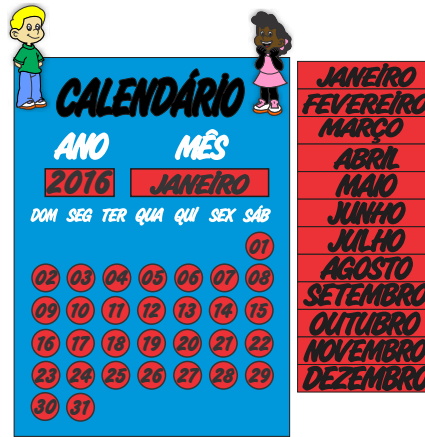 CALENDÁRIO
ANO MÊS
2016 JANEIRO
DOM SEG TER QUA QUI SEX SÁB
01
02 03 04 05 06 07 08
09 10 11 12 13 14 15
16 17 18 19 20 21 22
23 24 25 26 27 28 29
30 31
JANEIRO
FEVEREIRO
MARÇO
ABRIL
MAIO
JUNHO
JULHO
AGOSTO
SETEMBRO
OUTUBRO
NOVEMBRO
DEZEMBRO